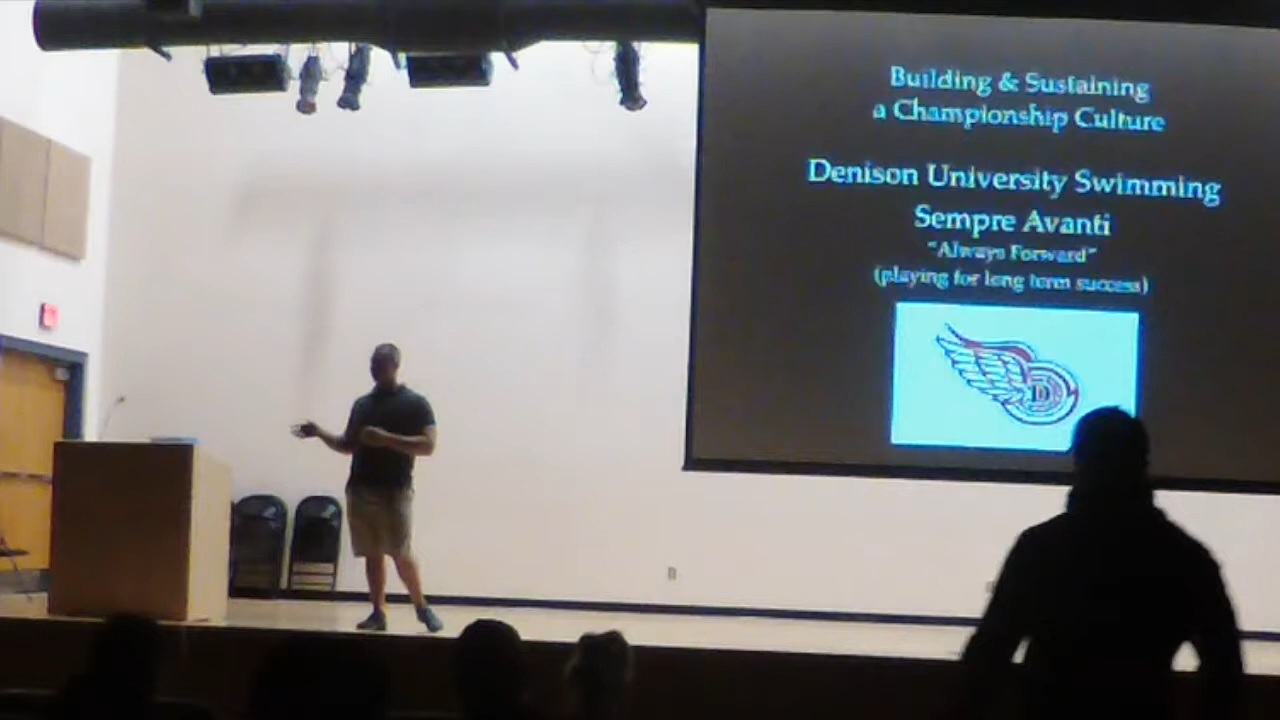 Building & Sustaining
a Championship Culture
Denison University Swimming
Sempre Avanti
"Always Forward"
(playing for long term success)
D